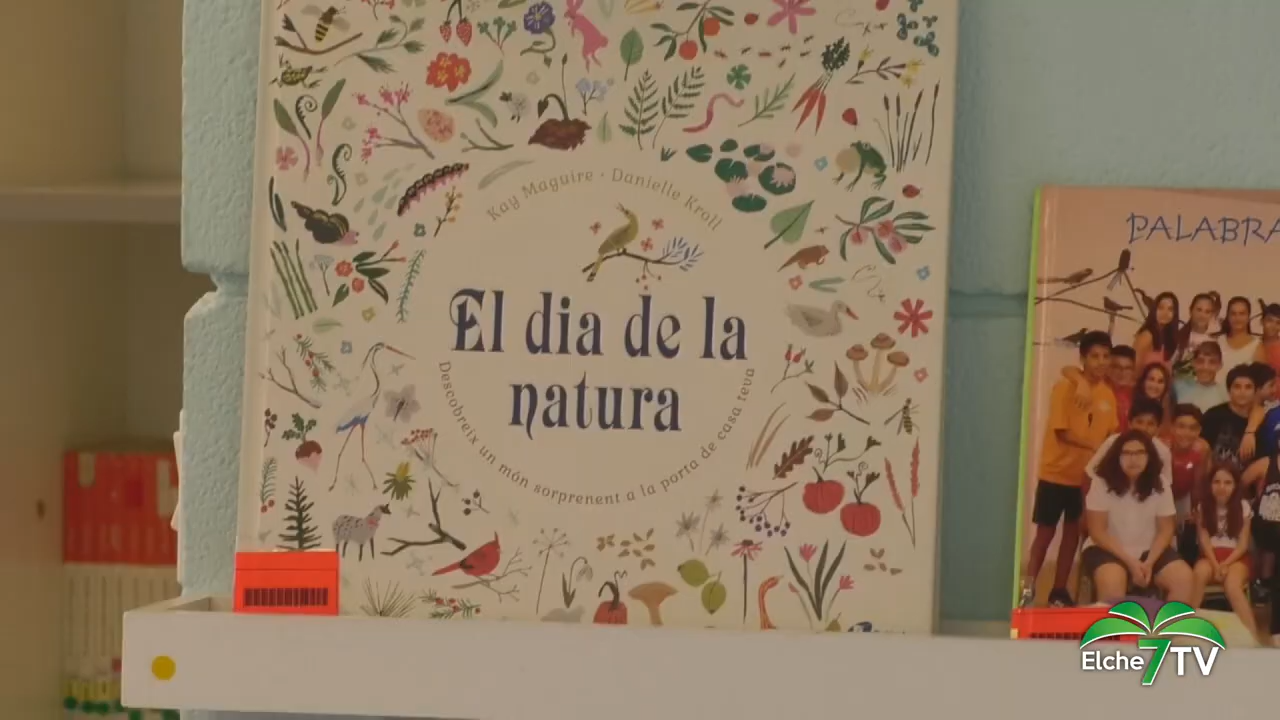 Kay Maguire · Danielle Kroll
El dia de la
natura
Descobreix un món sorprenent a la porta de casa teva
PALABRA
Elche 7 TV